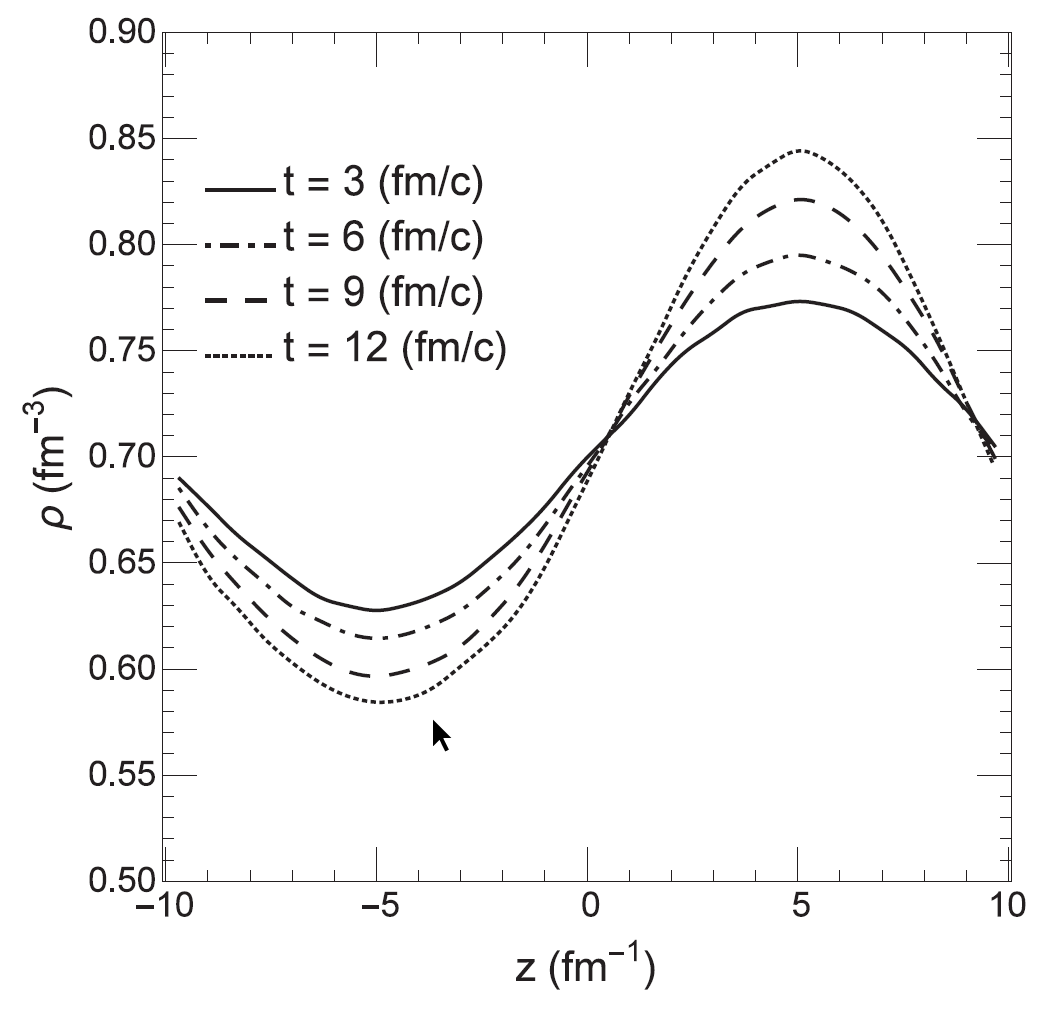 0.90
0.85
0.80
0.75
0.70
0.65
0.60
0.55
0.50
ρ (fm⁻³)
t = 3 (fm/c)
t = 6 (fm/c)
t = 9 (fm/c)
t = 12 (fm/c)
−10 −5 0 5 10
z (fm⁻¹)